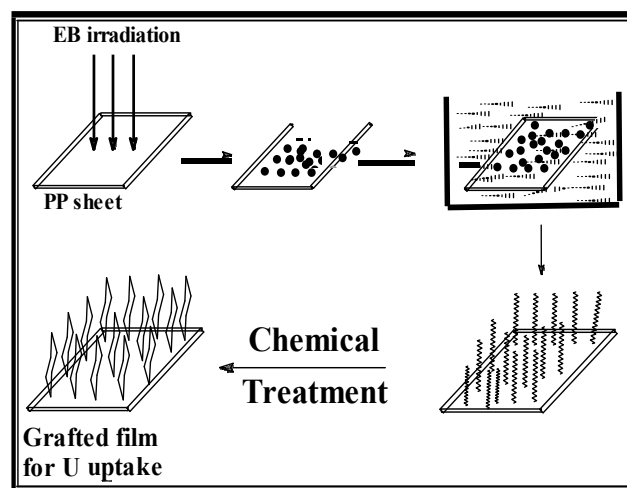 EB irradiation
PP sheet
Chemical
Treatment
Grafted film
for U uptake